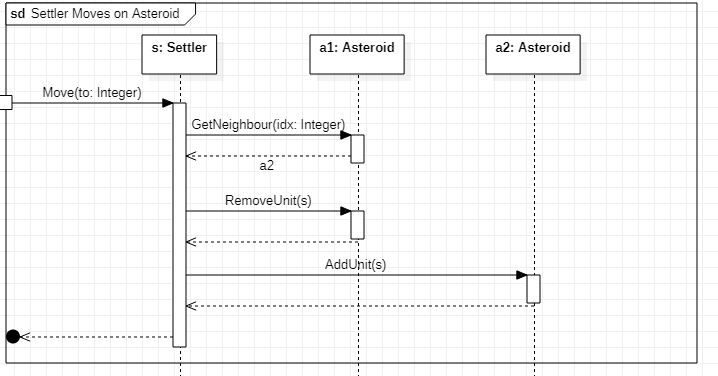 sd Settler Moves on Asteroid
s: Settler
a1: Asteroid
a2: Asteroid
Move(to: Integer)
GetNeighbour(idx: Integer)
a2
RemoveUnit(s)
AddUnit(s)